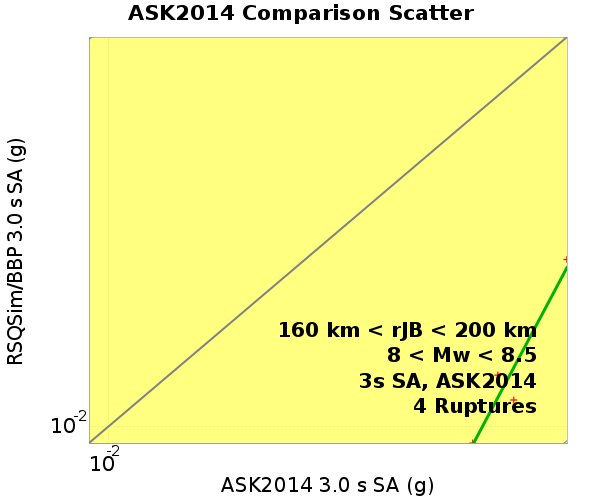 ASK2014 Comparison Scatter
RSQSim/BBP 3.0 s SA (g)
160 km < rJB < 200 km
8 < Mw < 8.5
3s SA, ASK2014
4 Ruptures
10-2
10-2
ASK2014 3.0 s SA (g)